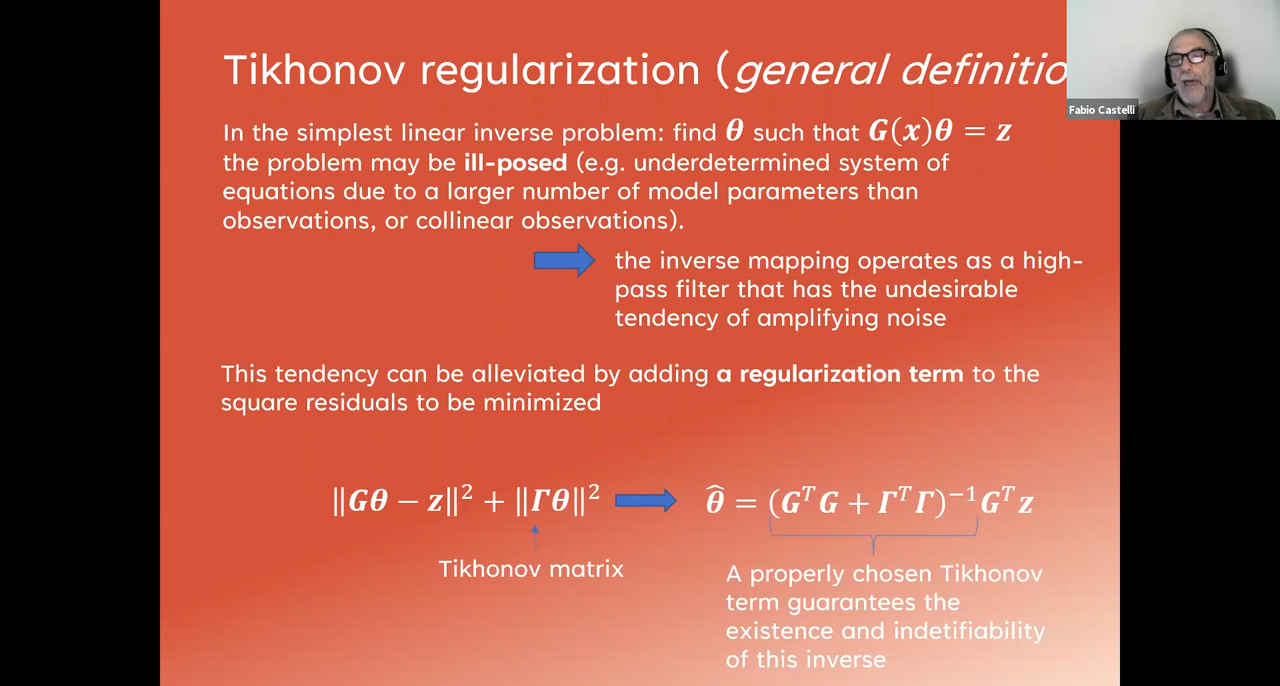 Tikhonov regularization (general definitio
Fabio Castelli
In the simplest linear inverse problem: find θ such that G(x)θ = z
the problem may be ill-posed (e.g. underdetermined system of
equations due to a larger number of model parameters than
observations, or collinear observations).
the inverse mapping operates as a high-
pass filter that has the undesirable
tendency of amplifying noise
This tendency can be alleviated by adding a regularization term to the
square residuals to be minimized
‖Gθ − z‖² + ‖Γθ‖²
θ̂ = (GᵀG + ΓᵀΓ)⁻¹Gᵀz
Tikhonov matrix
A properly chosen Tikhonov
term guarantees the
existence and indetifiability
of this inverse